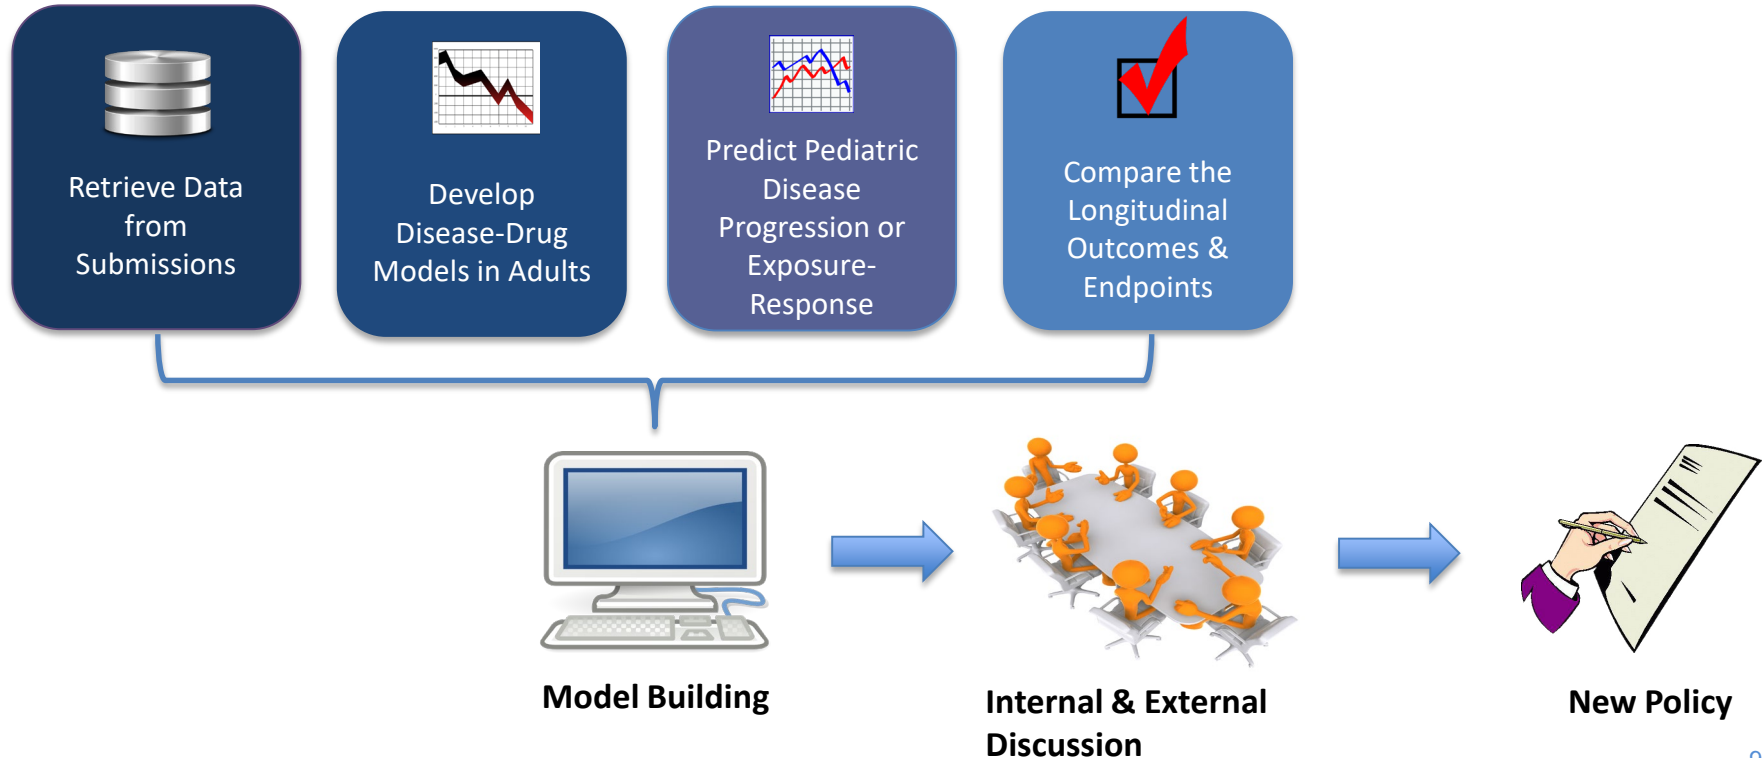 Retrieve Data
from
Submissions
Develop
Disease-Drug
Models in Adults
Predict Pediatric
Disease
Progression or
Exposure-
Response
Compare the
Longitudinal
Outcomes &
Endpoints
Model Building
Internal & External
Discussion
New Policy